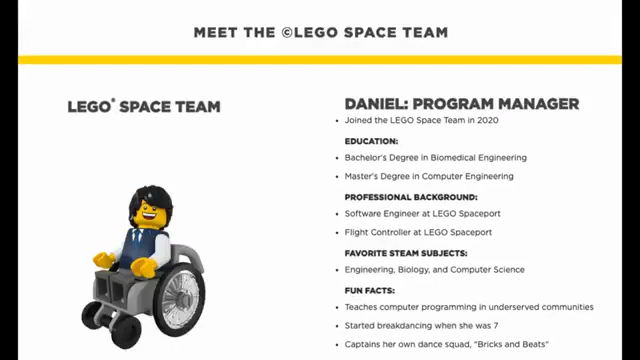 MEET THE ©LEGO SPACE TEAM
LEGO® SPACE TEAM
DANIEL: PROGRAM MANAGER
• Joined the LEGO Space Team in 2020
EDUCATION:
• Bachelor's Degree in Biomedical Engineering
• Master's Degree in Computer Engineering
PROFESSIONAL BACKGROUND:
• Software Engineer at LEGO Spaceport
• Flight Controller at LEGO Spaceport
FAVORITE STEAM SUBJECTS:
• Engineering, Biology, and Computer Science
FUN FACTS:
• Teaches computer programming in underserved communities
• Started breakdancing when she was 7
• Captains her own dance squad, "Bricks and Beats"